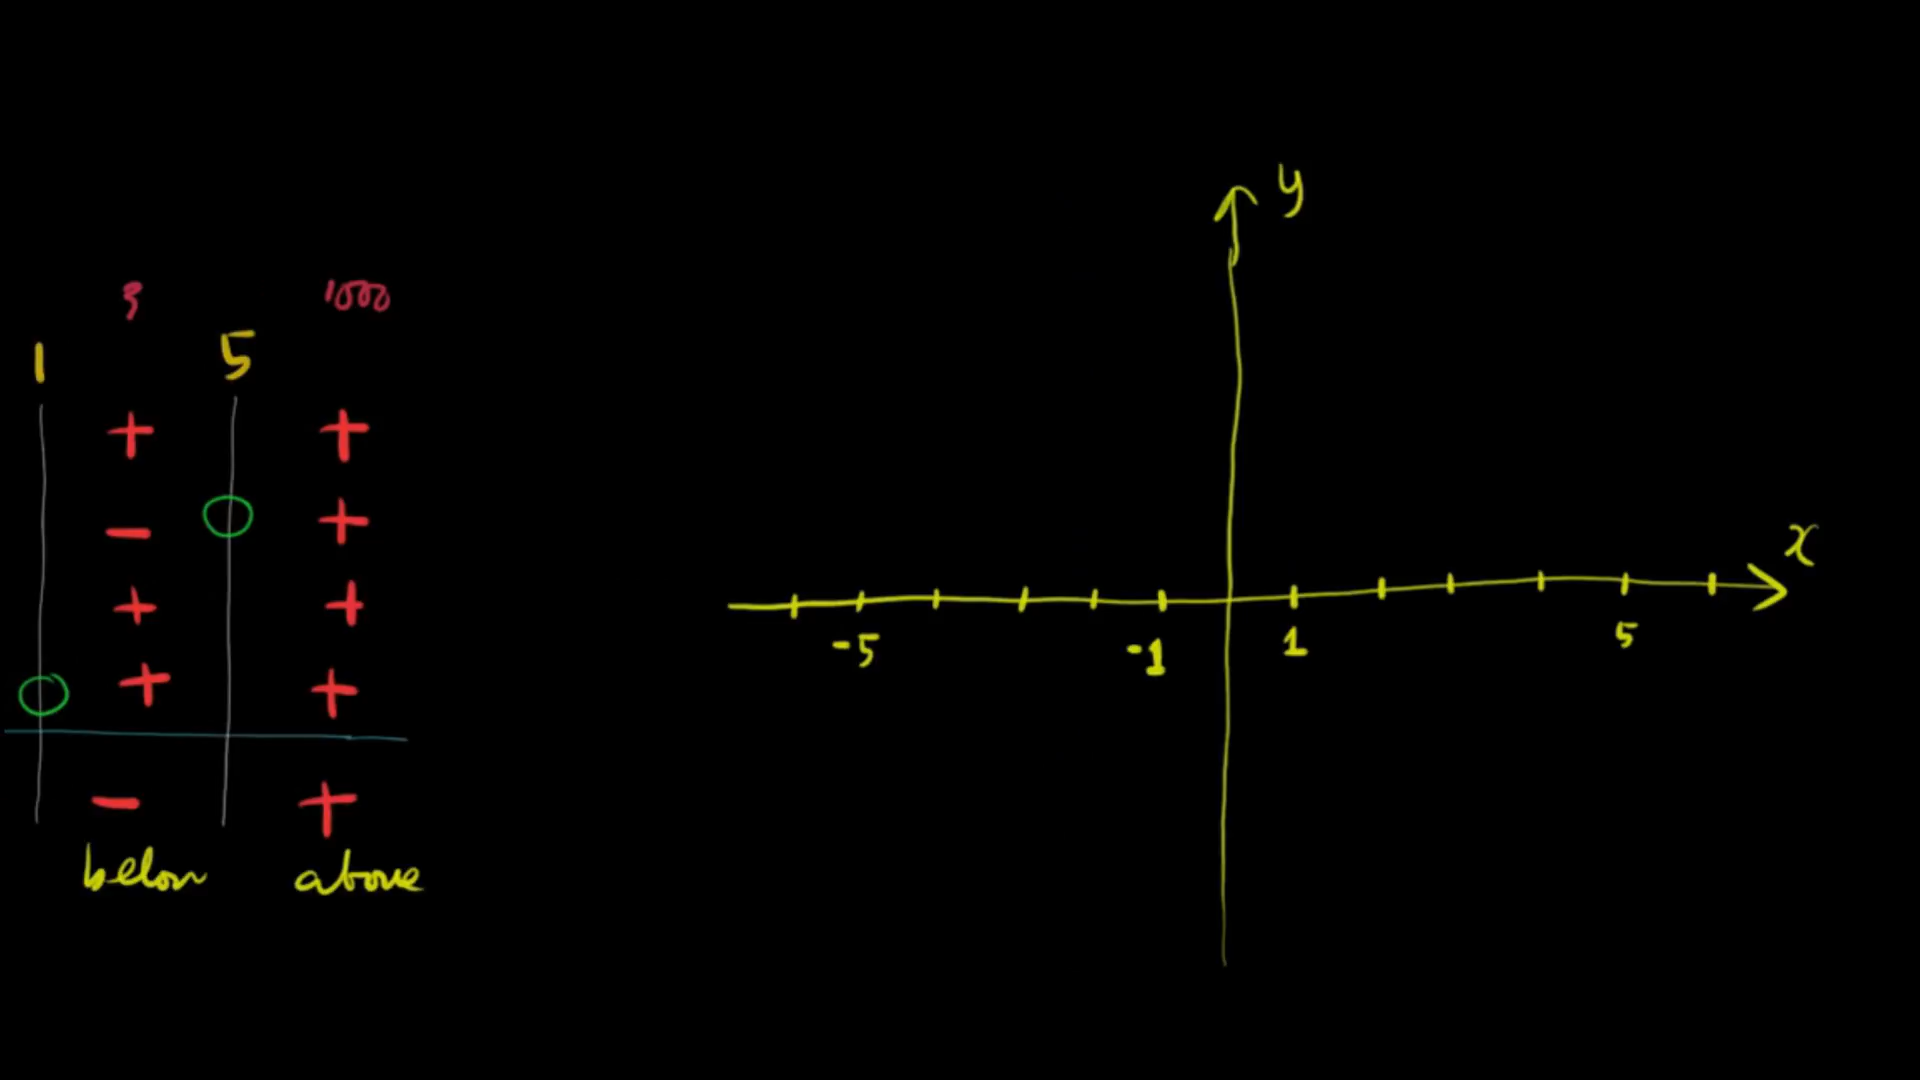 3 1000
1 5
+ +
- +
+ +
+ +
- +
below above
y
x
-5 -1 1 5